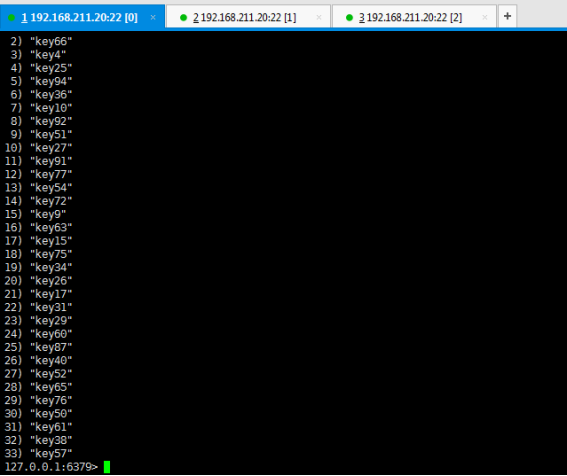 1 192.168.211.20:22 [0] × 2 192.168.211.20:22 [1] × 3 192.168.211.20:22 [2] × +
2) "key66"
3) "key4"
4) "key25"
5) "key94"
6) "key36"
7) "key10"
8) "key92"
9) "key51"
10) "key27"
11) "key91"
12) "key77"
13) "key54"
14) "key72"
15) "key9"
16) "key63"
17) "key15"
18) "key75"
19) "key34"
20) "key26"
21) "key17"
22) "key31"
23) "key29"
24) "key60"
25) "key87"
26) "key40"
27) "key52"
28) "key65"
29) "key76"
30) "key50"
31) "key61"
32) "key38"
33) "key57"
127.0.0.1:6379>